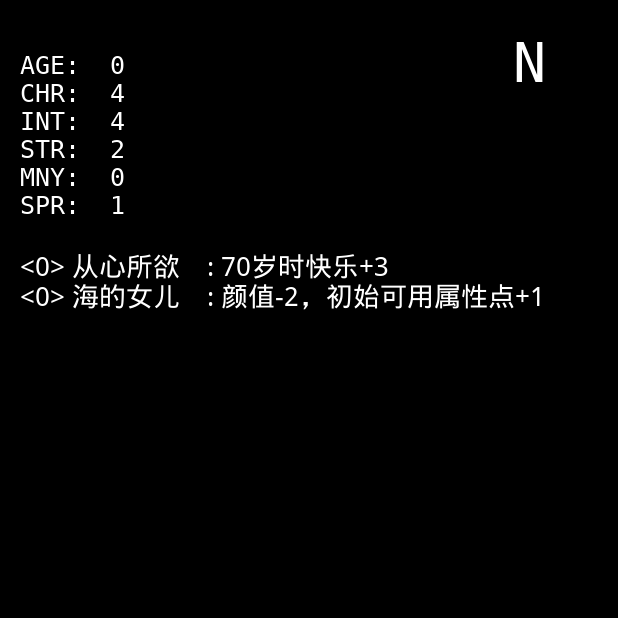 N
AGE: 0
CHR: 4
INT: 4
STR: 2
MNY: 0
SPR: 1
<0> 从心所欲 : 70岁时快乐+3
<0> 海的女儿 : 颜值-2，初始可用属性点+1